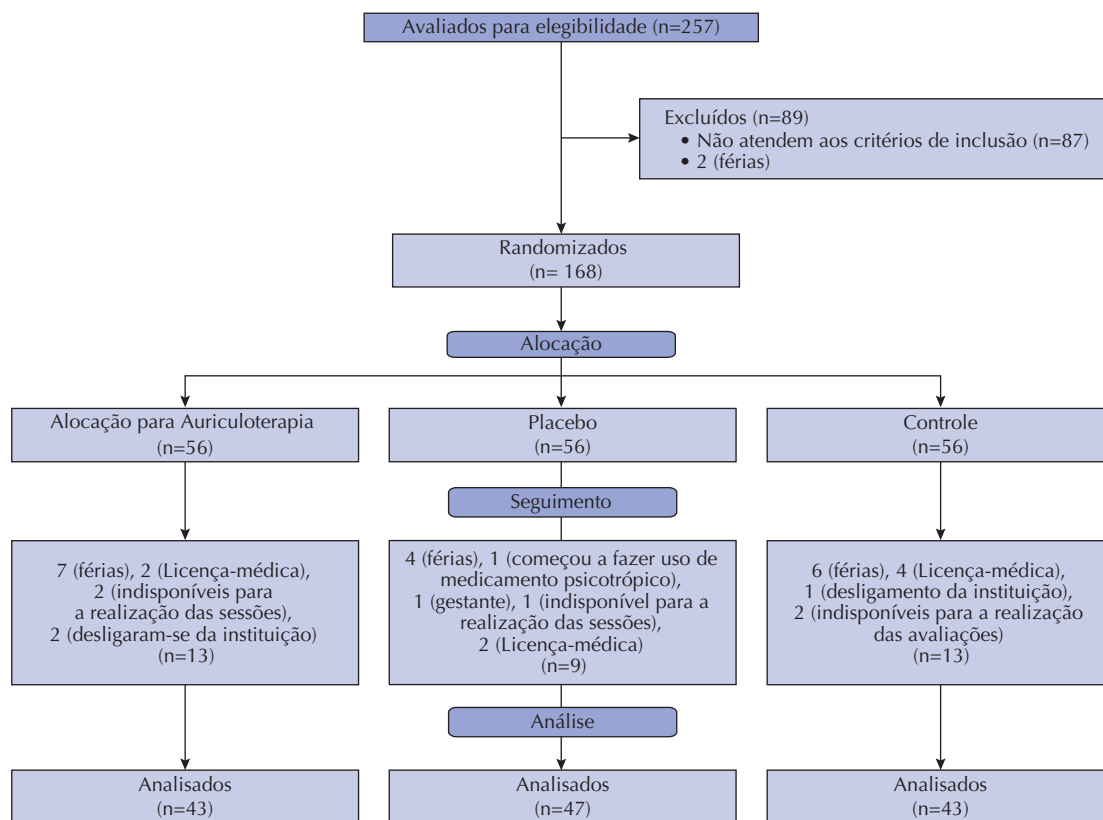 Avaliados para elegibilidade (n=257)
Excluídos (n=89)
• Não atendem aos critérios de inclusão (n=87)
• 2 (férias)
Randomizados
(n= 168)
Alocação
Alocação para Auriculoterapia
(n=56)
Placebo
(n=56)
Controle
(n=56)
Seguimento
7 (férias), 2 (Licença-médica),
2 (indisponíveis para
a realização das sessões),
2 (desligaram-se da instituição)
(n=13)
4 (férias), 1 (começou a fazer uso de
medicamento psicotrópico),
1 (gestante), 1 (indisponível para a
realização das sessões),
2 (Licença-médica)
(n=9)
6 (férias), 4 (Licença-médica),
1 (desligamento da instituição),
2 (indisponíveis para a realização
das avaliações)
(n=13)
Análise
Analisados
(n=43)
Analisados
(n=47)
Analisados
(n=43)